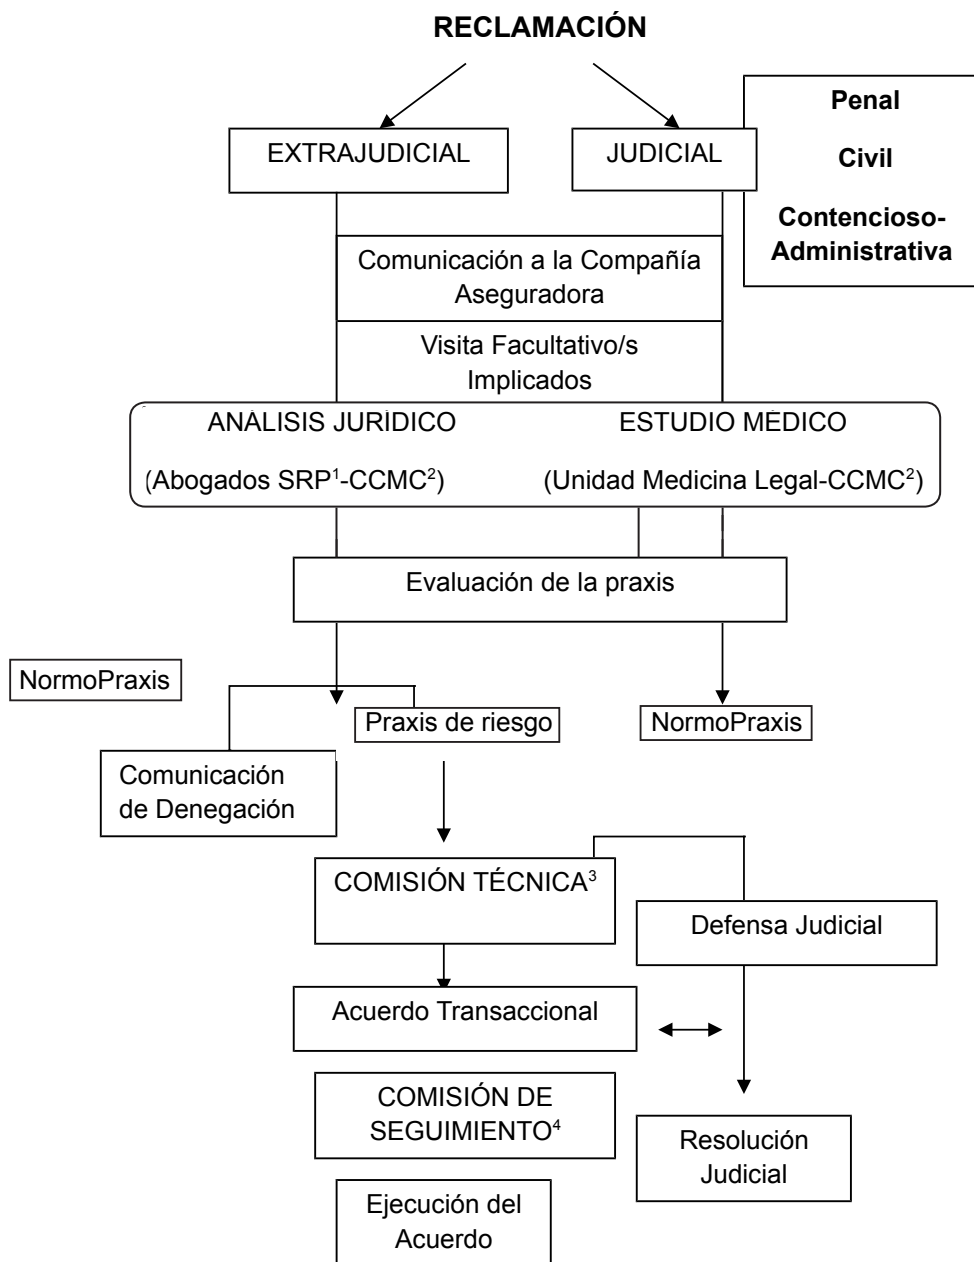 RECLAMACIÓN
EXTRAJUDICIAL
JUDICIAL
Penal
Civil
Contencioso-
Administrativa
Comunicación a la Compañía
Aseguradora
Visita Facultativo/s
Implicados
ANÁLISIS JURÍDICO
ESTUDIO MÉDICO
(Abogados SRP¹-CCMC²)
(Unidad Medicina Legal-CCMC²)
Evaluación de la praxis
NormoPraxis
Praxis de riesgo
NormoPraxis
Comunicación
de Denegación
COMISIÓN TÉCNICA³
Defensa Judicial
Acuerdo Transaccional
COMISIÓN DE
SEGUIMIENTO⁴
Resolución
Judicial
Ejecución del
Acuerdo